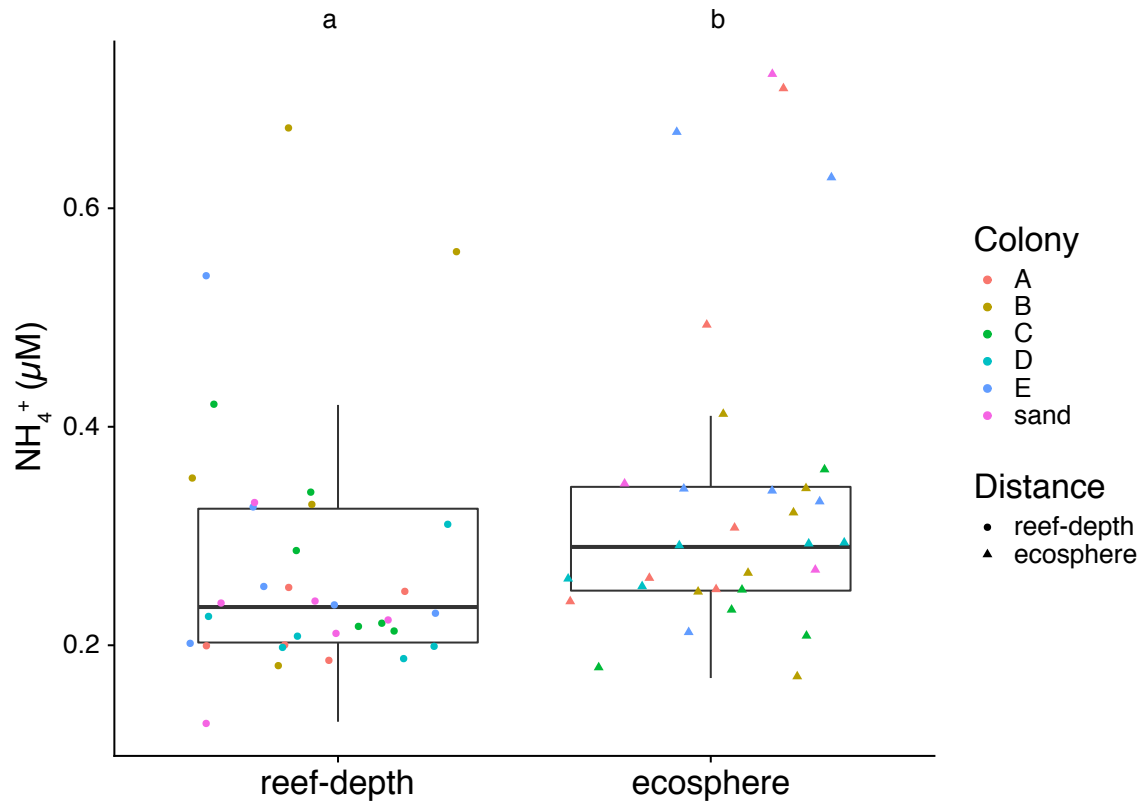 a b
0.6
0.4
0.2
NH₄⁺ (µM)
reef-depth ecosphere
Colony
A
B
C
D
E
sand
Distance
reef-depth
ecosphere